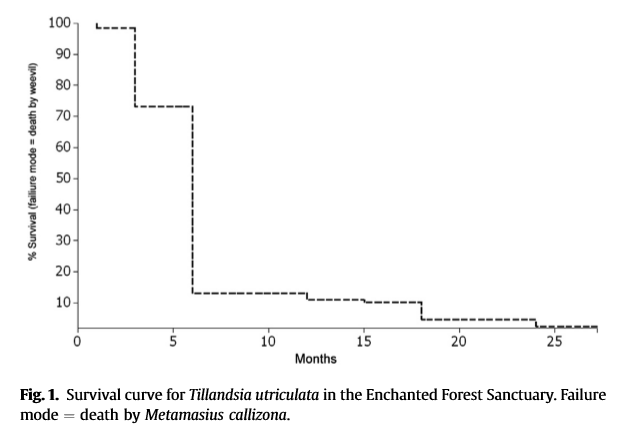 100
90
80
70
60
50
40
30
20
10
% Survival (failiure mode = death by weevil)
0 5 10 15 20 25
Months
Fig. 1. Survival curve for Tillandsia utriculata in the Enchanted Forest Sanctuary. Failure
mode = death by Metamasius callizona.